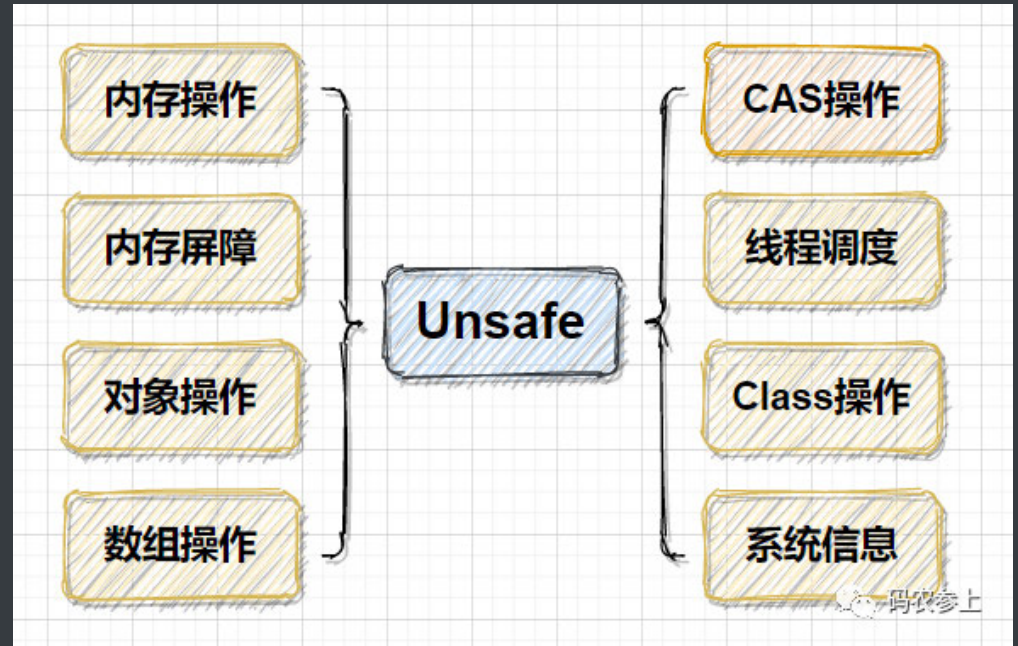 内存操作
内存屏障
对象操作
数组操作
Unsafe
CAS操作
线程调度
Class操作
系统信息
码农参上